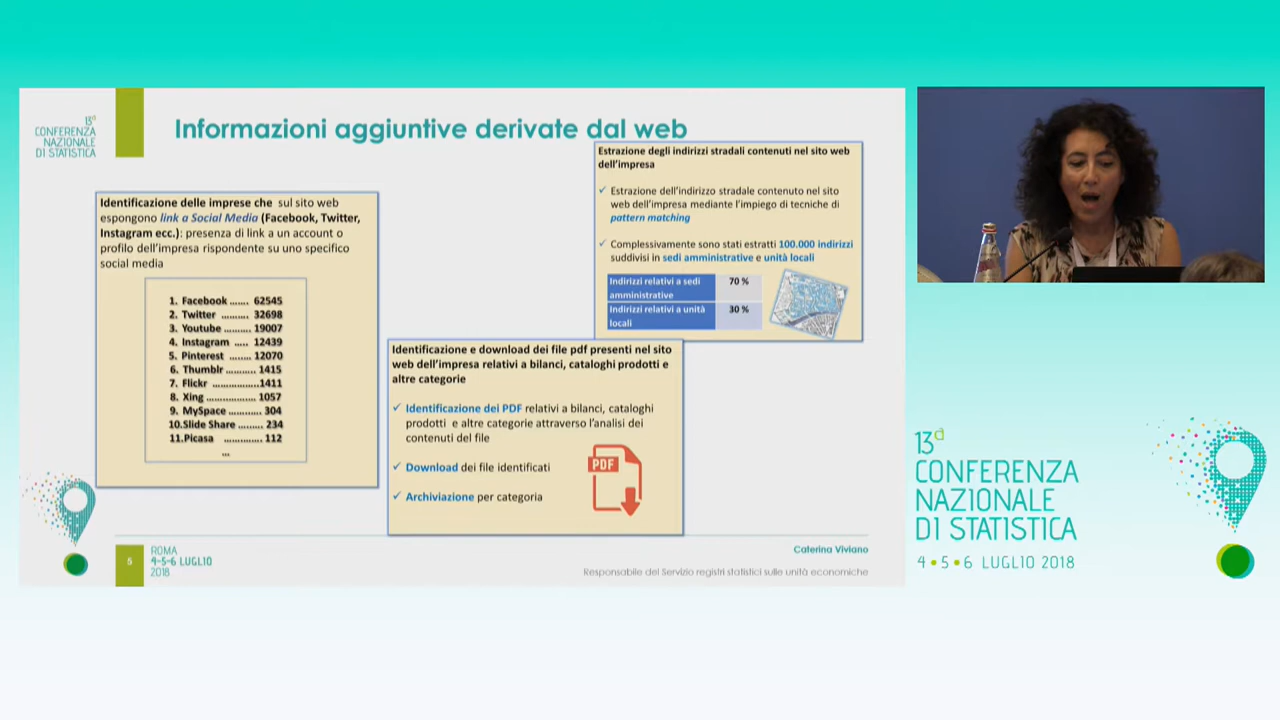 13ª
CONFERENZA
NAZIONALE
DI STATISTICA
Informazioni aggiuntive derivate dal web
Identificazione delle imprese che sul sito web
espongono link a Social Media (Facebook, Twitter,
Instagram ecc.): presenza di link a un account o
profilo dell'impresa rispondente su uno specifico
social media
1. Facebook ....... 62545
2. Twitter ......... 32698
3. Youtube ......... 19007
4. Instagram .... 12439
5. Pinterest ....... 12070
6. Thumblr ........... 1415
7. Flickr ................1411
8. Xing ................. 1057
9. MySpace ........... 304
10.Slide Share ........ 234
11.Picasa ............. 112
...
Estrazione degli indirizzi stradali contenuti nel sito web
dell'impresa
✓ Estrazione dell'indirizzo stradale contenuto nel sito
web dell'impresa mediante l'impiego di tecniche di
pattern matching
✓ Complessivamente sono stati estratti 100.000 indirizzi
suddivisi in sedi amministrative e unità locali
Indirizzi relativi a sedi
amministrative
70 %
Indirizzi relativi a unità
locali
30 %
Identificazione e download dei file pdf presenti nel sito
web dell'impresa relativi a bilanci, cataloghi prodotti e
altre categorie
✓ Identificazione dei PDF relativi a bilanci, cataloghi
prodotti e altre categorie attraverso l'analisi dei
contenuti del file
✓ Download dei file identificati
✓ Archiviazione per categoria
PDF
5
ROMA
4-5-6 LUGLIO
2018
Caterina Viviano
Responsabile del Servizio registri statistici sulle unità economiche
13ª
CONFERENZA
NAZIONALE
DI STATISTICA
4 • 5 • 6 LUGLIO 2018